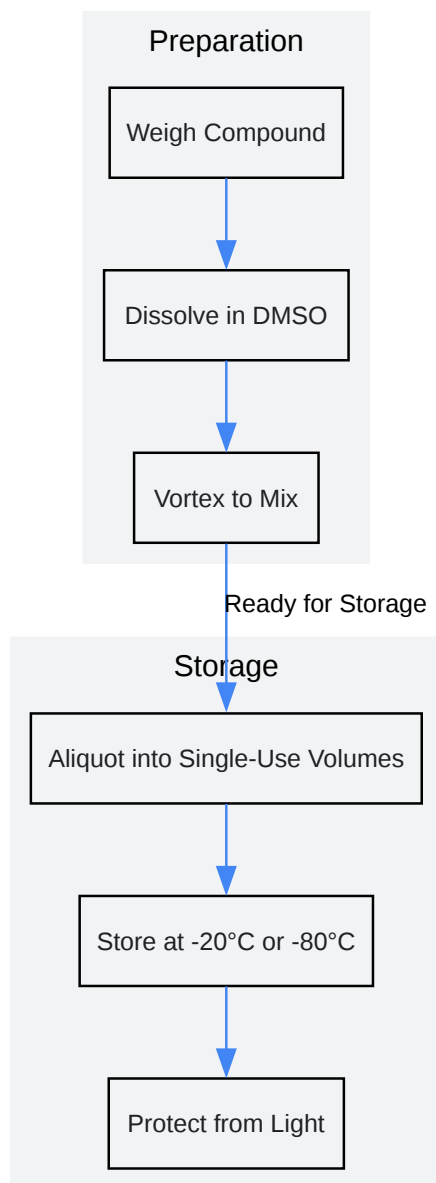 Preparation
Weigh Compound
Dissolve in DMSO
Vortex to Mix
Ready for Storage
Storage
Aliquot into Single-Use Volumes
Store at -20°C or -80°C
Protect from Light